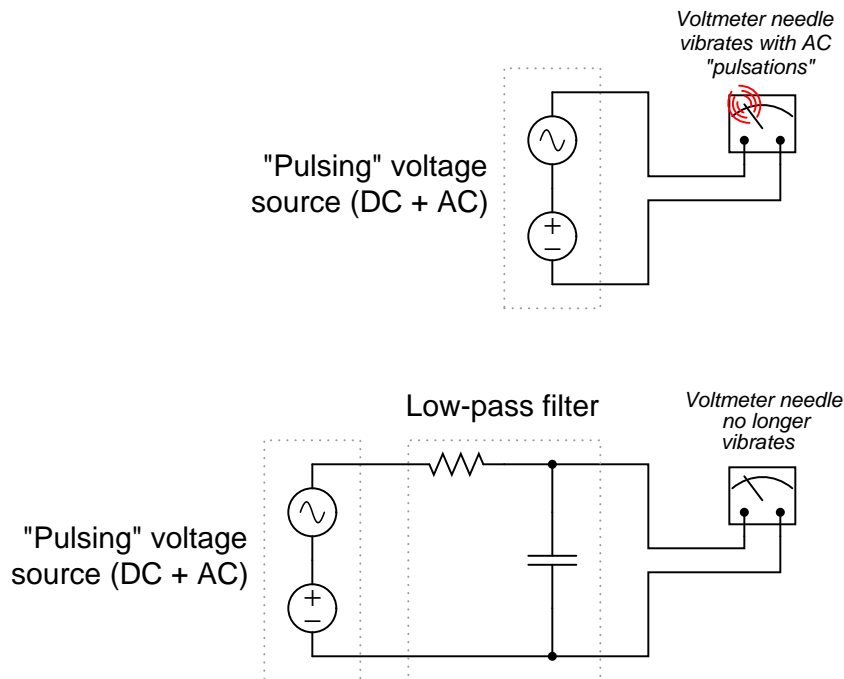 Voltmeter needle
vibrates with AC
"pulsations"
"Pulsing" voltage
source (DC + AC)
Low-pass filter
Voltmeter needle
no longer
vibrates
"Pulsing" voltage
source (DC + AC)